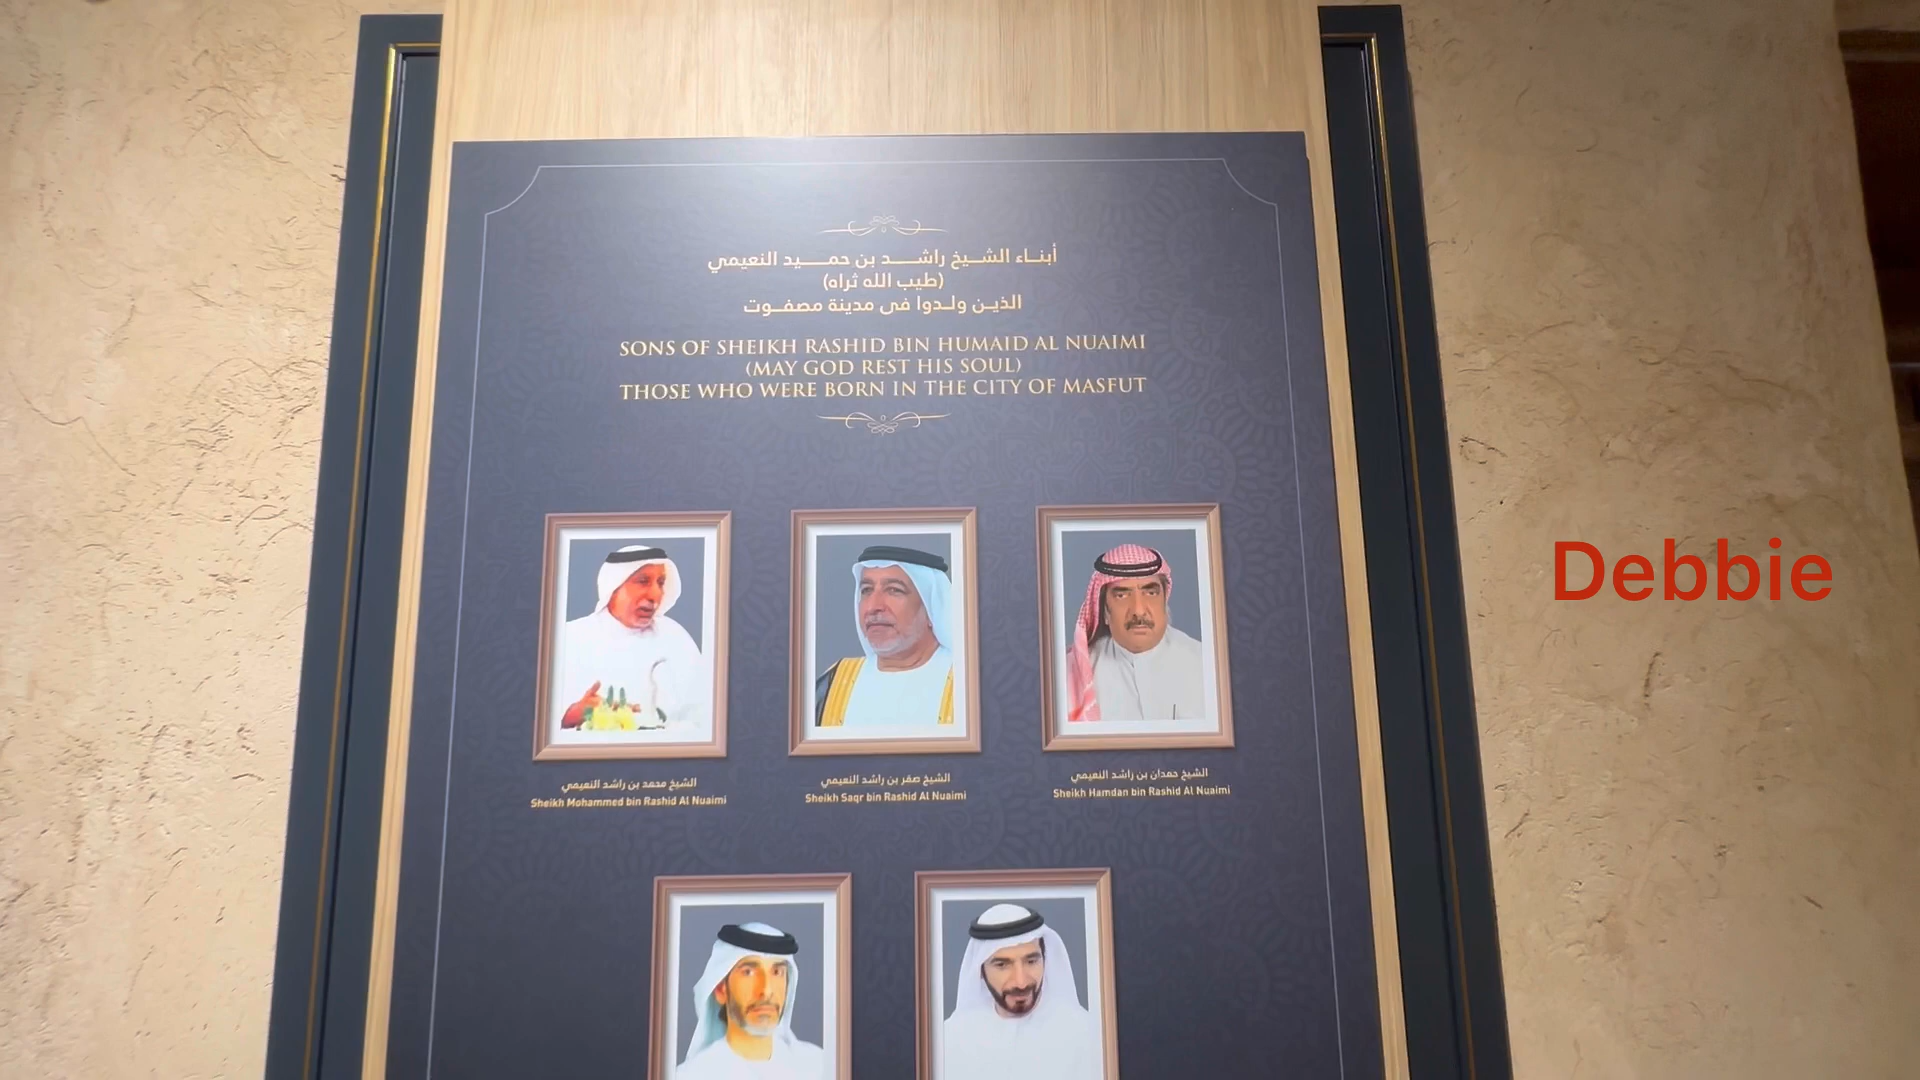 أبناء الشيخ راشد بن حميد النعيمي
(طيب الله ثراه)
الذين ولدوا في مدينة مصفوت
SONS OF SHEIKH RASHID BIN HUMAID AL NUAIMI
(MAY GOD REST HIS SOUL)
THOSE WHO WERE BORN IN THE CITY OF MASFUT
Debbie
الشيخ محمد بن راشد النعيمي
Sheikh Mohammed bin Rashid Al Nuaimi
الشيخ صقر بن راشد النعيمي
Sheikh Saqr bin Rashid Al Nuaimi
الشيخ حمدان بن راشد النعيمي
Sheikh Hamdan bin Rashid Al Nuaimi